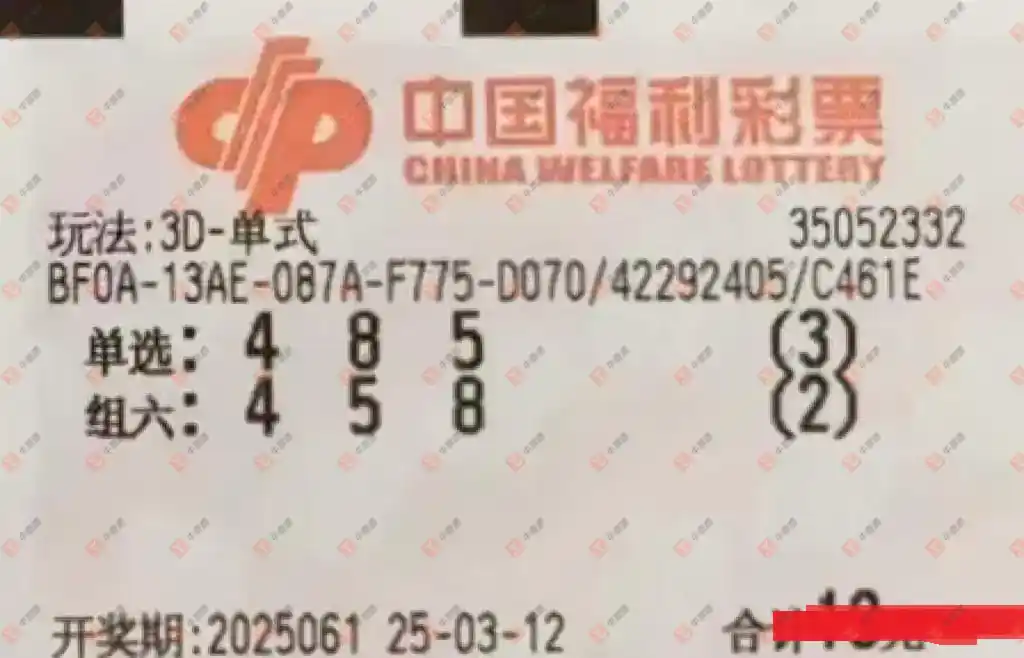 中国福利彩票
CHINA WELFARE LOTTERY
玩法:3D-单式 35052332
BF0A-13AE-087A-F775-D070/42292405/C461E
单选: 4 8 5 (3)
组六: 4 5 8 (2)
开奖期:2025061 25-03-12 合计